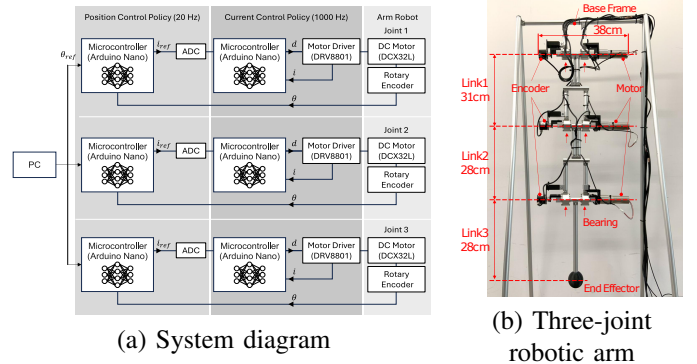 Position Control Policy (20 Hz)
Current Control Policy (1000 Hz)
Arm Robot
Joint 1
θ_ref
Microcontroller
(Arduino Nano)
i_ref
ADC
Microcontroller
(Arduino Nano)
d
Motor Driver
(DRV8801)
DC Motor
(DCX32L)
i
Rotary
Encoder
θ
Joint 2
Microcontroller
(Arduino Nano)
i_ref
ADC
Microcontroller
(Arduino Nano)
d
Motor Driver
(DRV8801)
DC Motor
(DCX32L)
i
Rotary
Encoder
θ
PC
Joint 3
Microcontroller
(Arduino Nano)
i_ref
ADC
Microcontroller
(Arduino Nano)
d
Motor Driver
(DRV8801)
DC Motor
(DCX32L)
i
Rotary
Encoder
θ
(a) System diagram
Base Frame
38cm
Link1
31cm
Encoder
Motor
Link2
28cm
Bearing
Link3
28cm
End Effector
(b) Three-joint
robotic arm